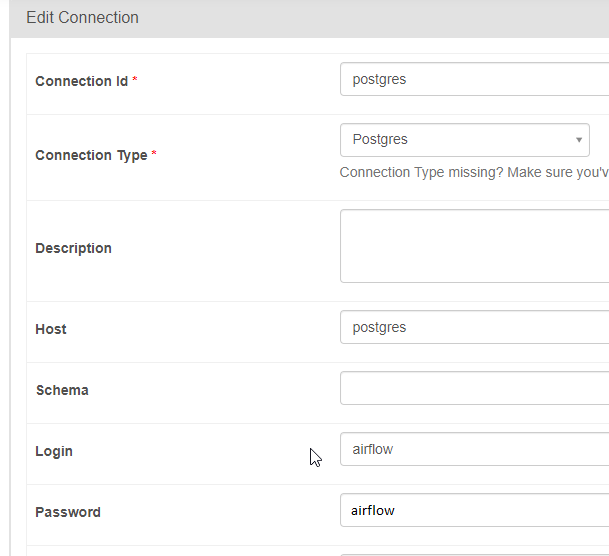 Edit Connection
Connection Id *
postgres
Connection Type *
Postgres
Connection Type missing? Make sure you'v
Description
Host
postgres
Schema
Login
airflow
Password
airflow